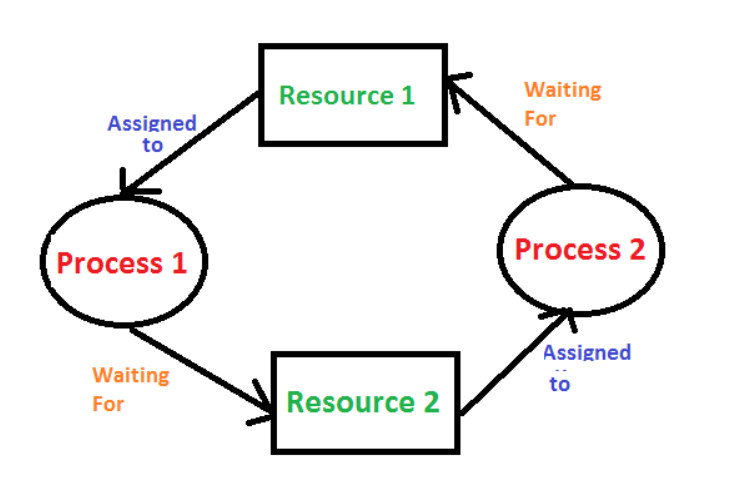 Resource 1
Waiting
For
Assigned
to
Process 1
Process 2
Waiting
For
Resource 2
Assigned
to